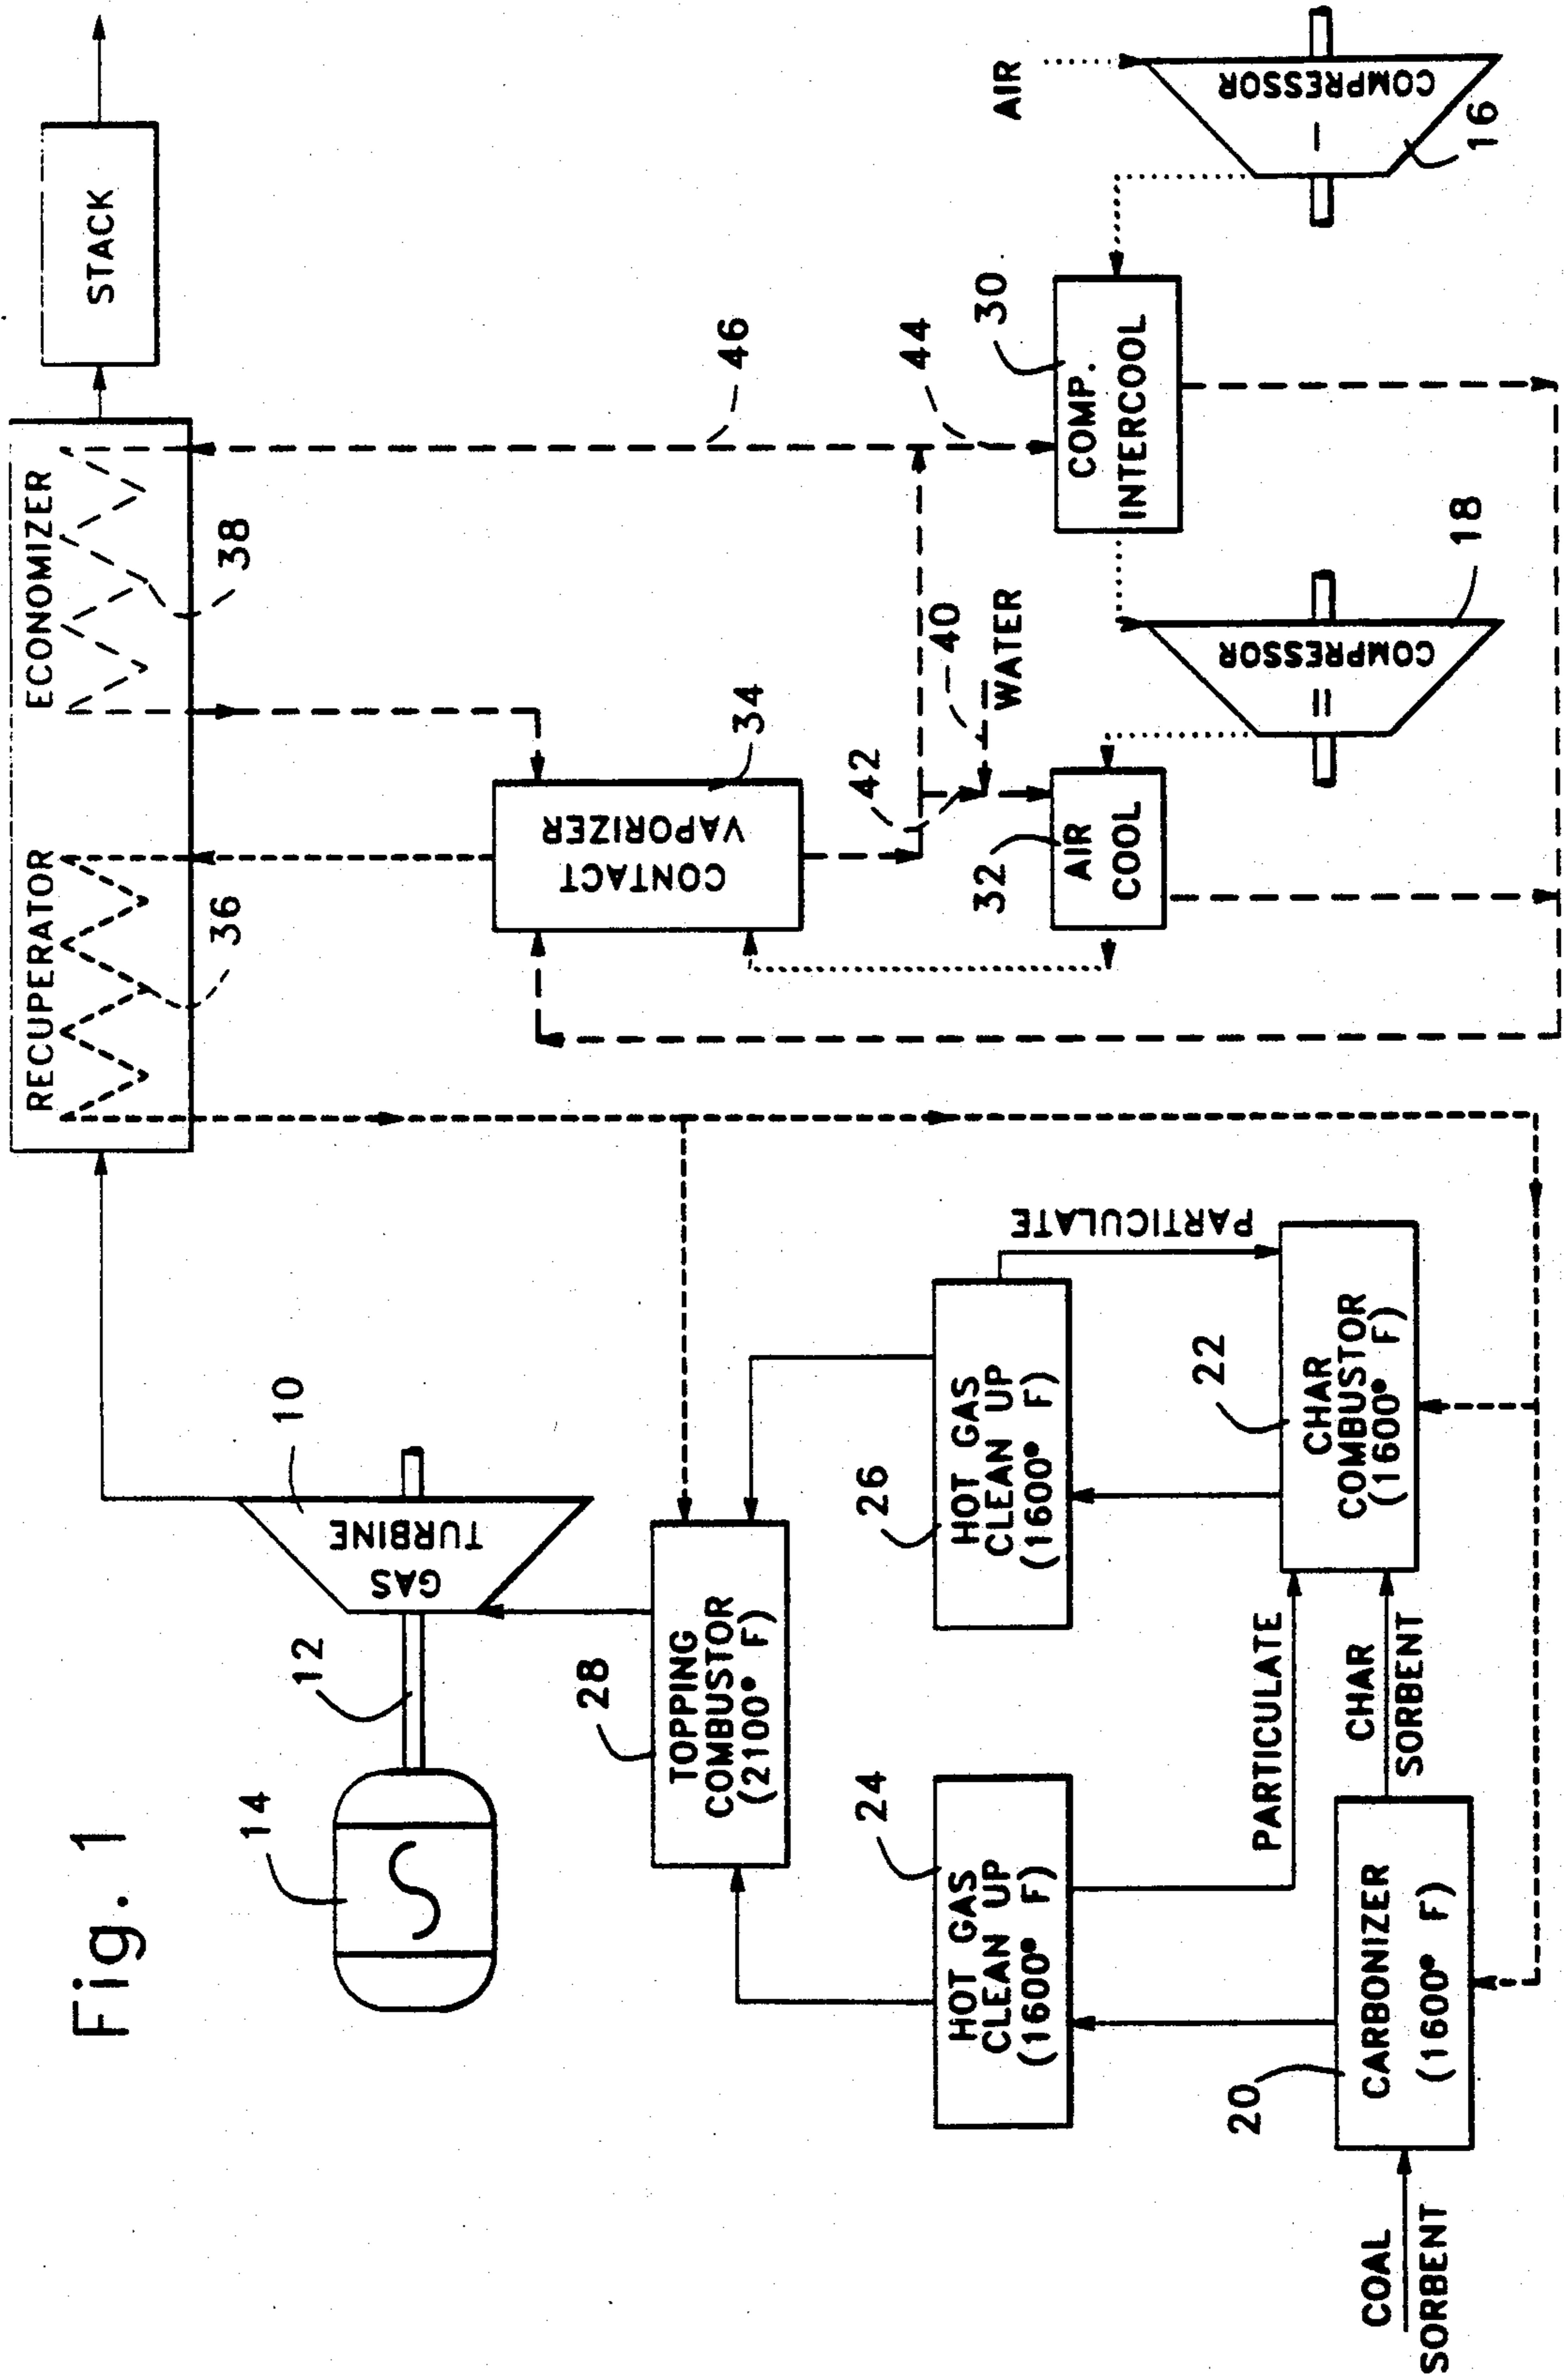 Fig. 1
14
12
10
GAS
TURBINE
RECUPERATOR
36
ECONOMIZER
38
STACK
28
TOPPING
COMBUSTOR
(2100° F)
24
HOT GAS
CLEAN UP
(1600° F)
26
HOT GAS
CLEAN UP
(1600° F)
PARTICULATE
PARTICULATE
20
CARBONIZER
(1600° F)
COAL
SORBENT
CHAR
SORBENT
22
CHAR
COMBUSTOR
(1600° F)
CONTACT
VAPORIZER
34
46
44
42
40
WATER
32
AIR
COOL
30
COMP.
INTERCOOL
AIR
II
COMPRESSOR
18
I
COMPRESSOR
16